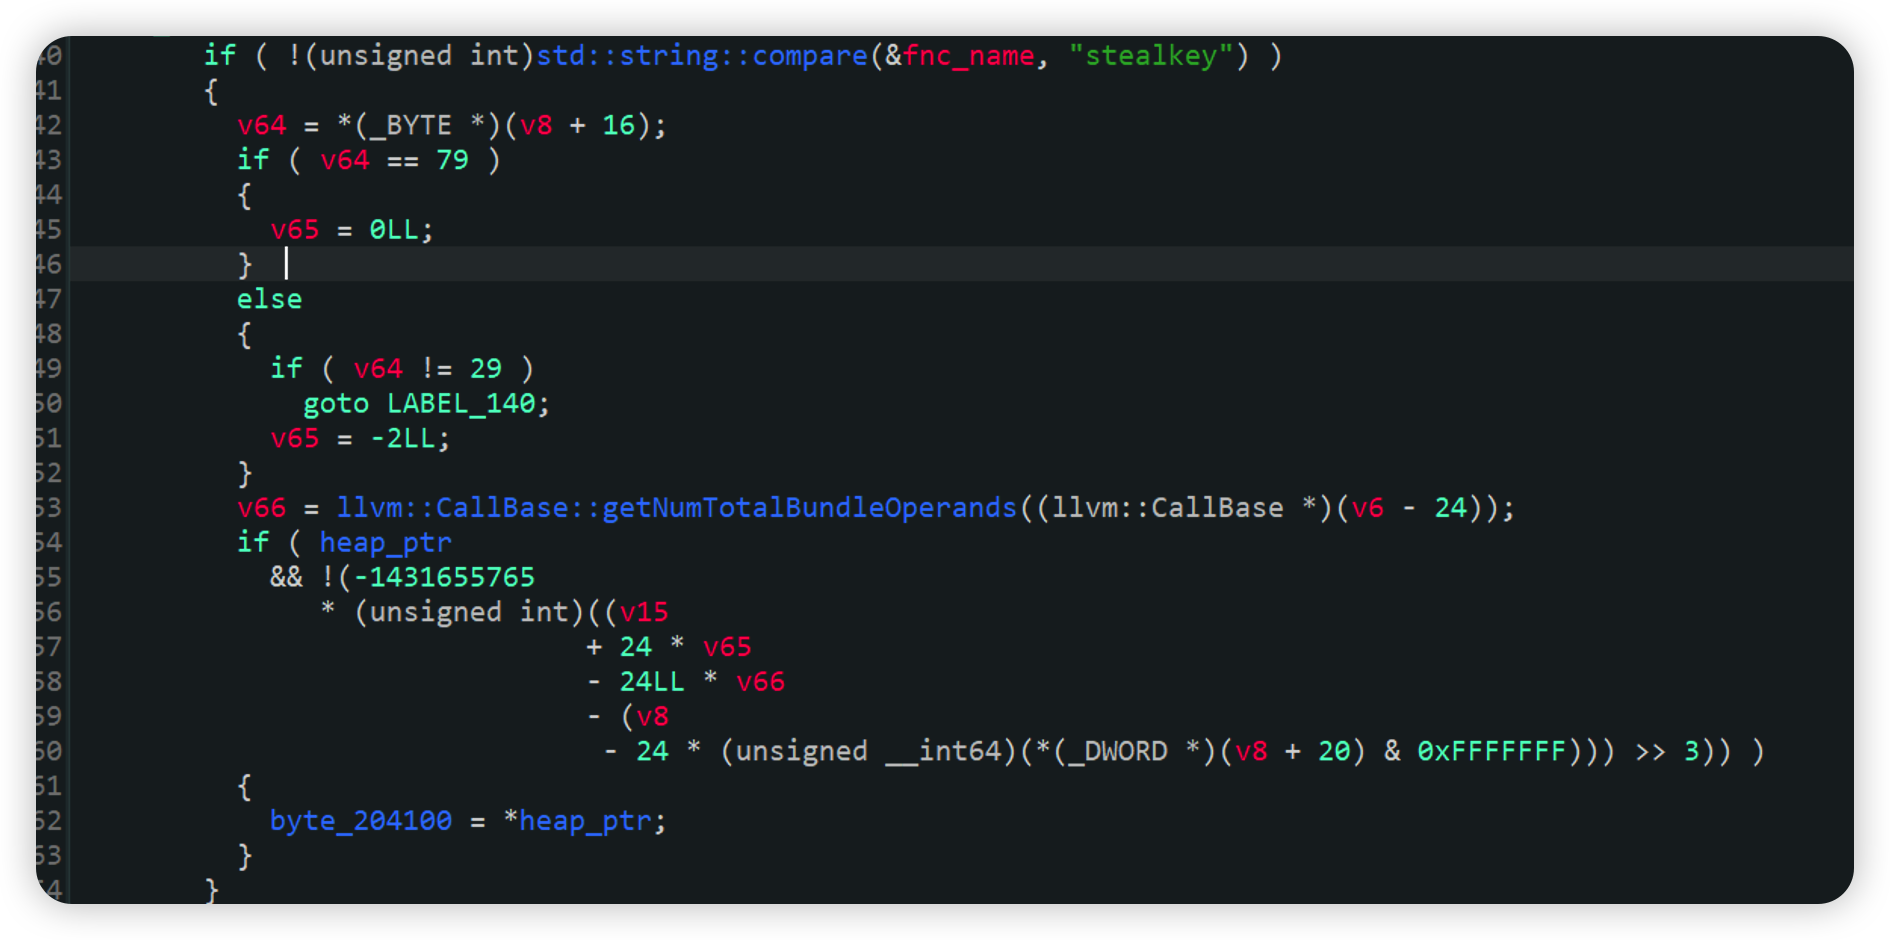 40 if ( !(unsigned int)std::string::compare(&fnc_name, "stealkey") )
41 {
42 v64 = *(_BYTE *)(v8 + 16);
43 if ( v64 == 79 )
44 {
45 v65 = 0LL;
46 }
47 else
48 {
49 if ( v64 != 29 )
50 goto LABEL_140;
51 v65 = -2LL;
52 }
53 v66 = llvm::CallBase::getNumTotalBundleOperands((llvm::CallBase *)(v6 - 24));
54 if ( heap_ptr
55 && !(-1431655765
56 * (unsigned int)((v15
57 + 24 * v65
58 - 24LL * v66
59 - (v8
60 - 24 * (unsigned __int64)(*(_DWORD *)(v8 + 20) & 0xFFFFFFF))) >> 3)) )
61 {
62 byte_204100 = *heap_ptr;
63 }
64 }